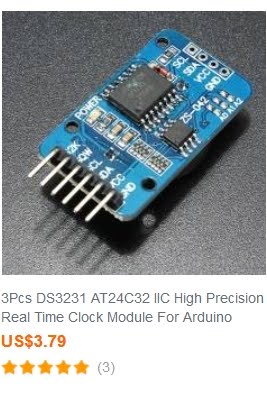 SCL
SDA
VCC
GND
POWER
ZS-042
32K
SQW
SCL
SDA
VCC
GND
3Pcs DS3231 AT24C32 IIC High Precision
Real Time Clock Module For Arduino
US$3.79
(3)